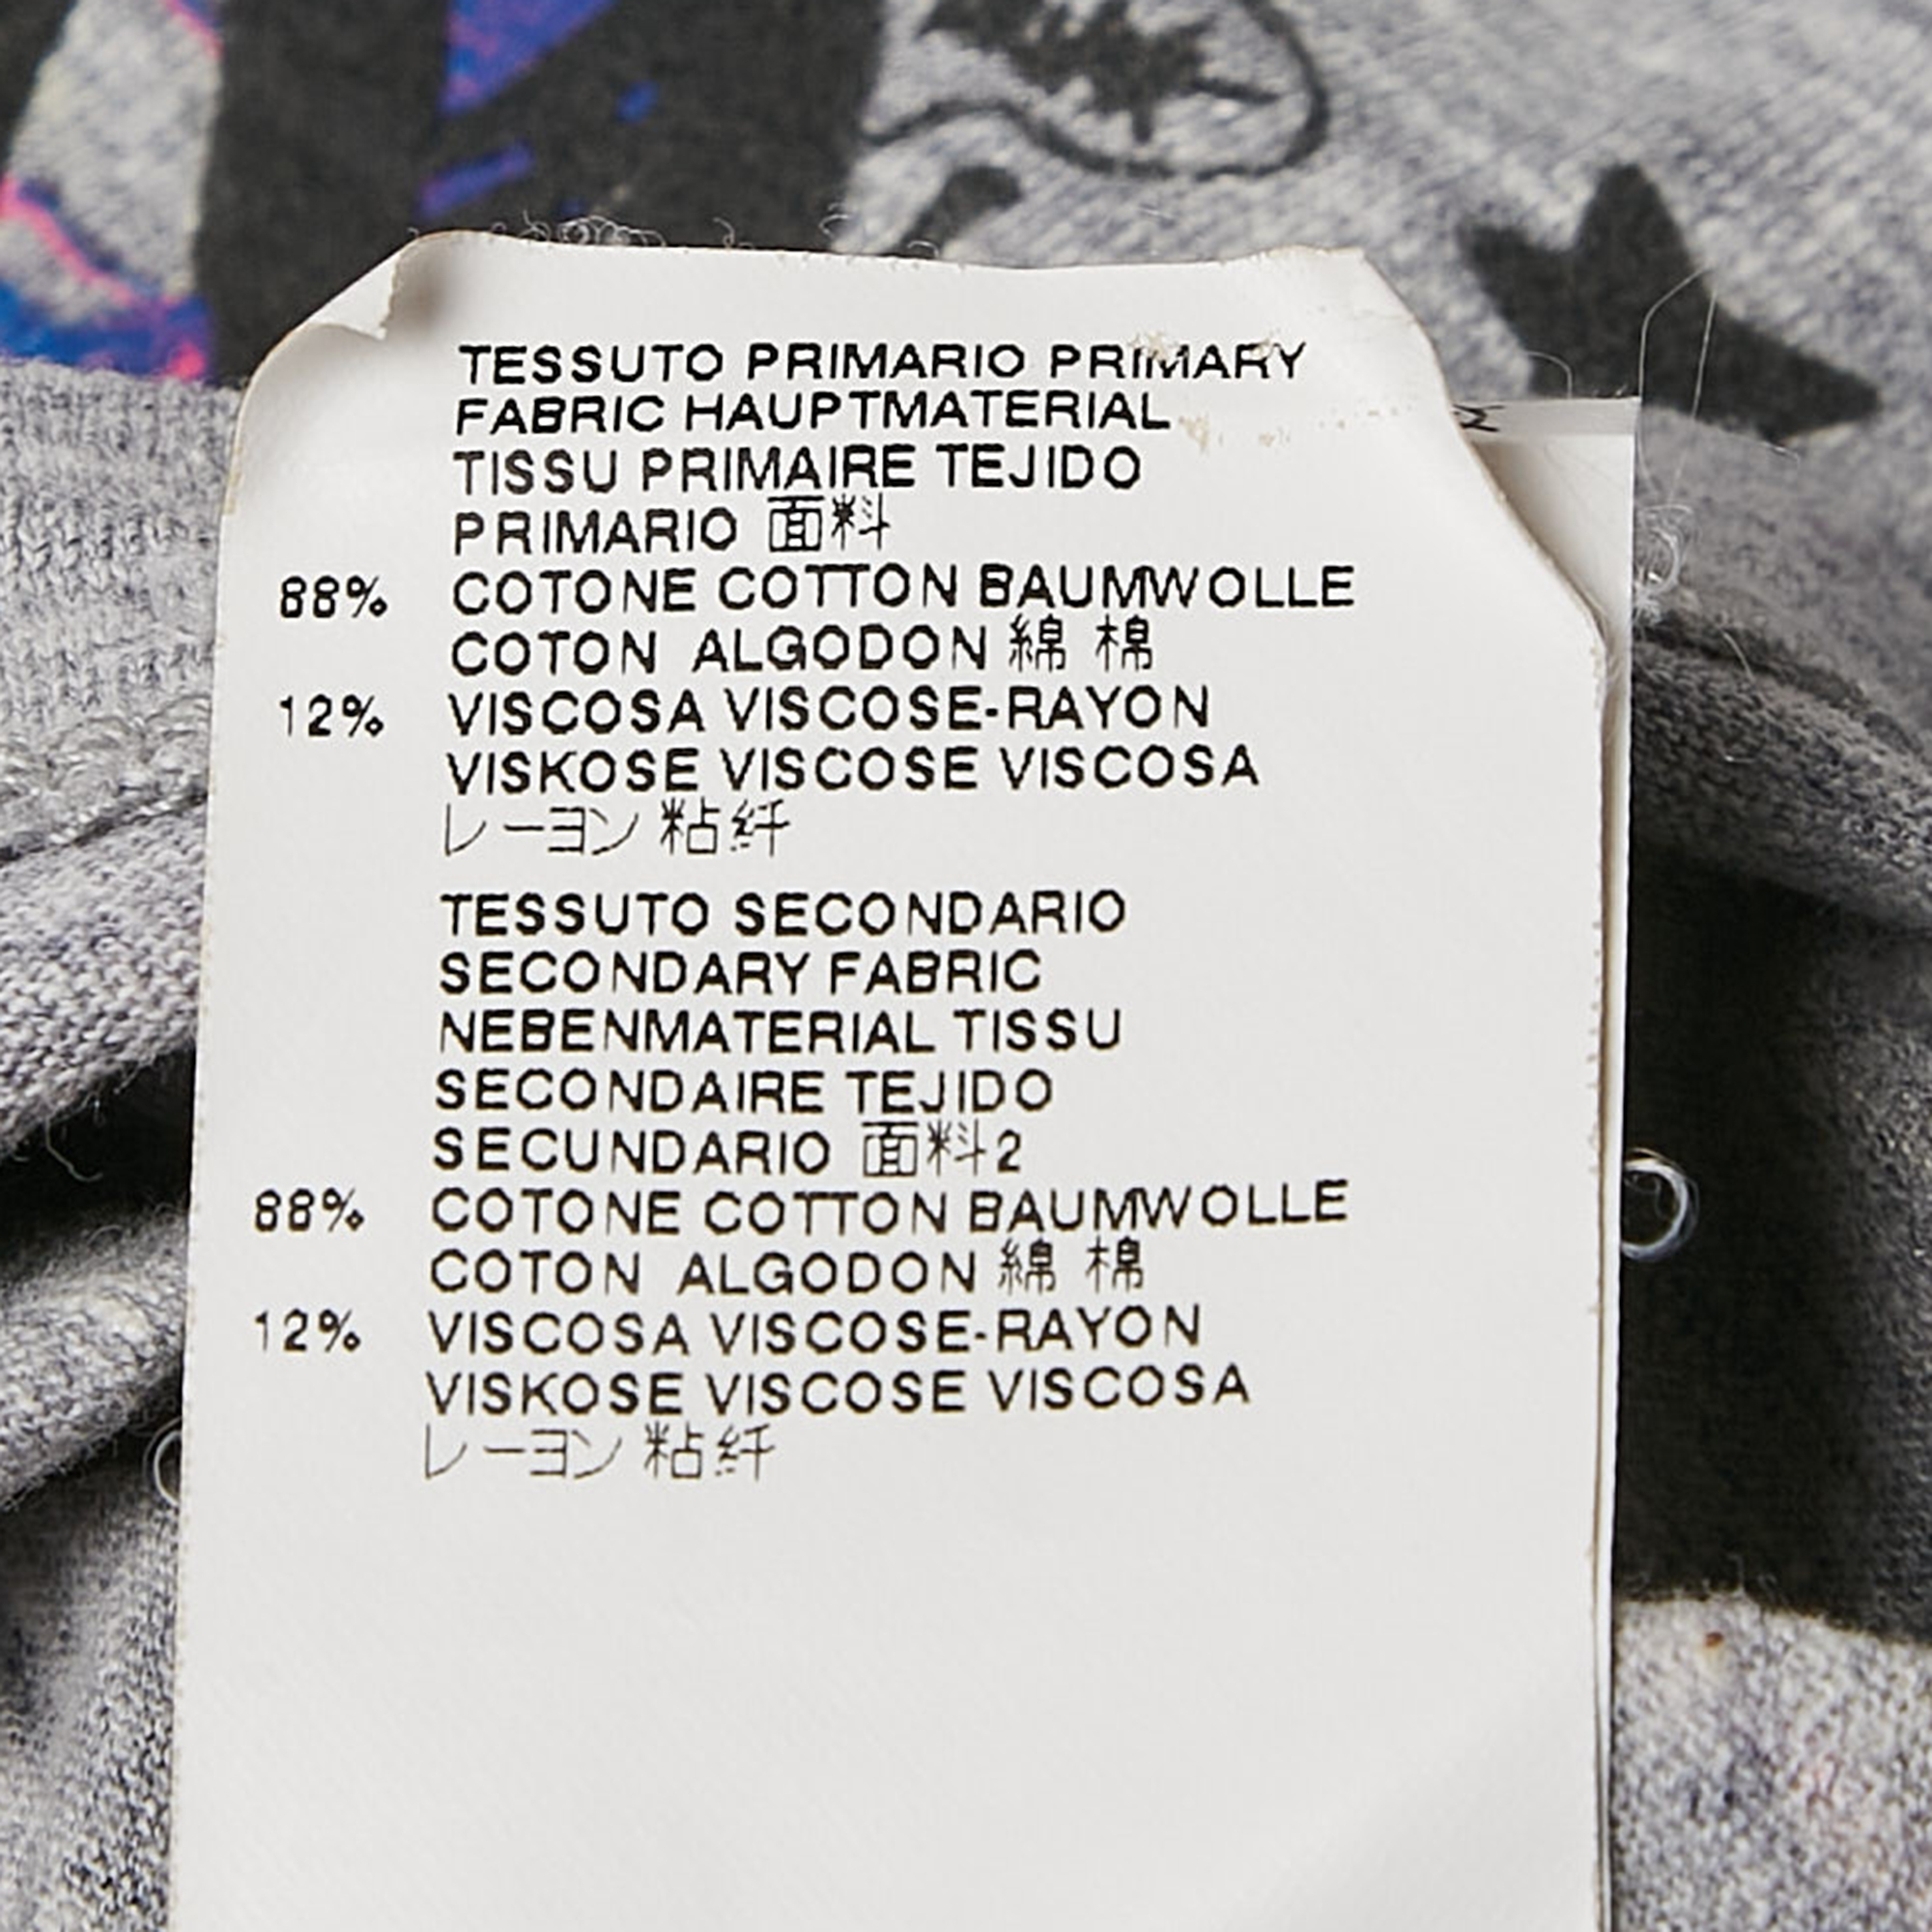 TESSUTO PRIMARIO PRIMARY
FABRIC HAUPTMATERIAL
TISSU PRIMAIRE TEJIDO
PRIMARIO 面料
88% COTONE COTTON BAUMWOLLE
COTON ALGODON 綿 棉
12% VISCOSA VISCOSE-RAYON
VISKOSE VISCOSE VISCOSA
レーヨン 粘纤
TESSUTO SECONDARIO
SECONDARY FABRIC
NEBENMATERIAL TISSU
SECONDAIRE TEJIDO
SECUNDARIO 面料2
88% COTONE COTTON BAUMWOLLE
COTON ALGODON 綿 棉
12% VISCOSA VISCOSE-RAYON
VISKOSE VISCOSE VISCOSA
レーヨン 粘纤